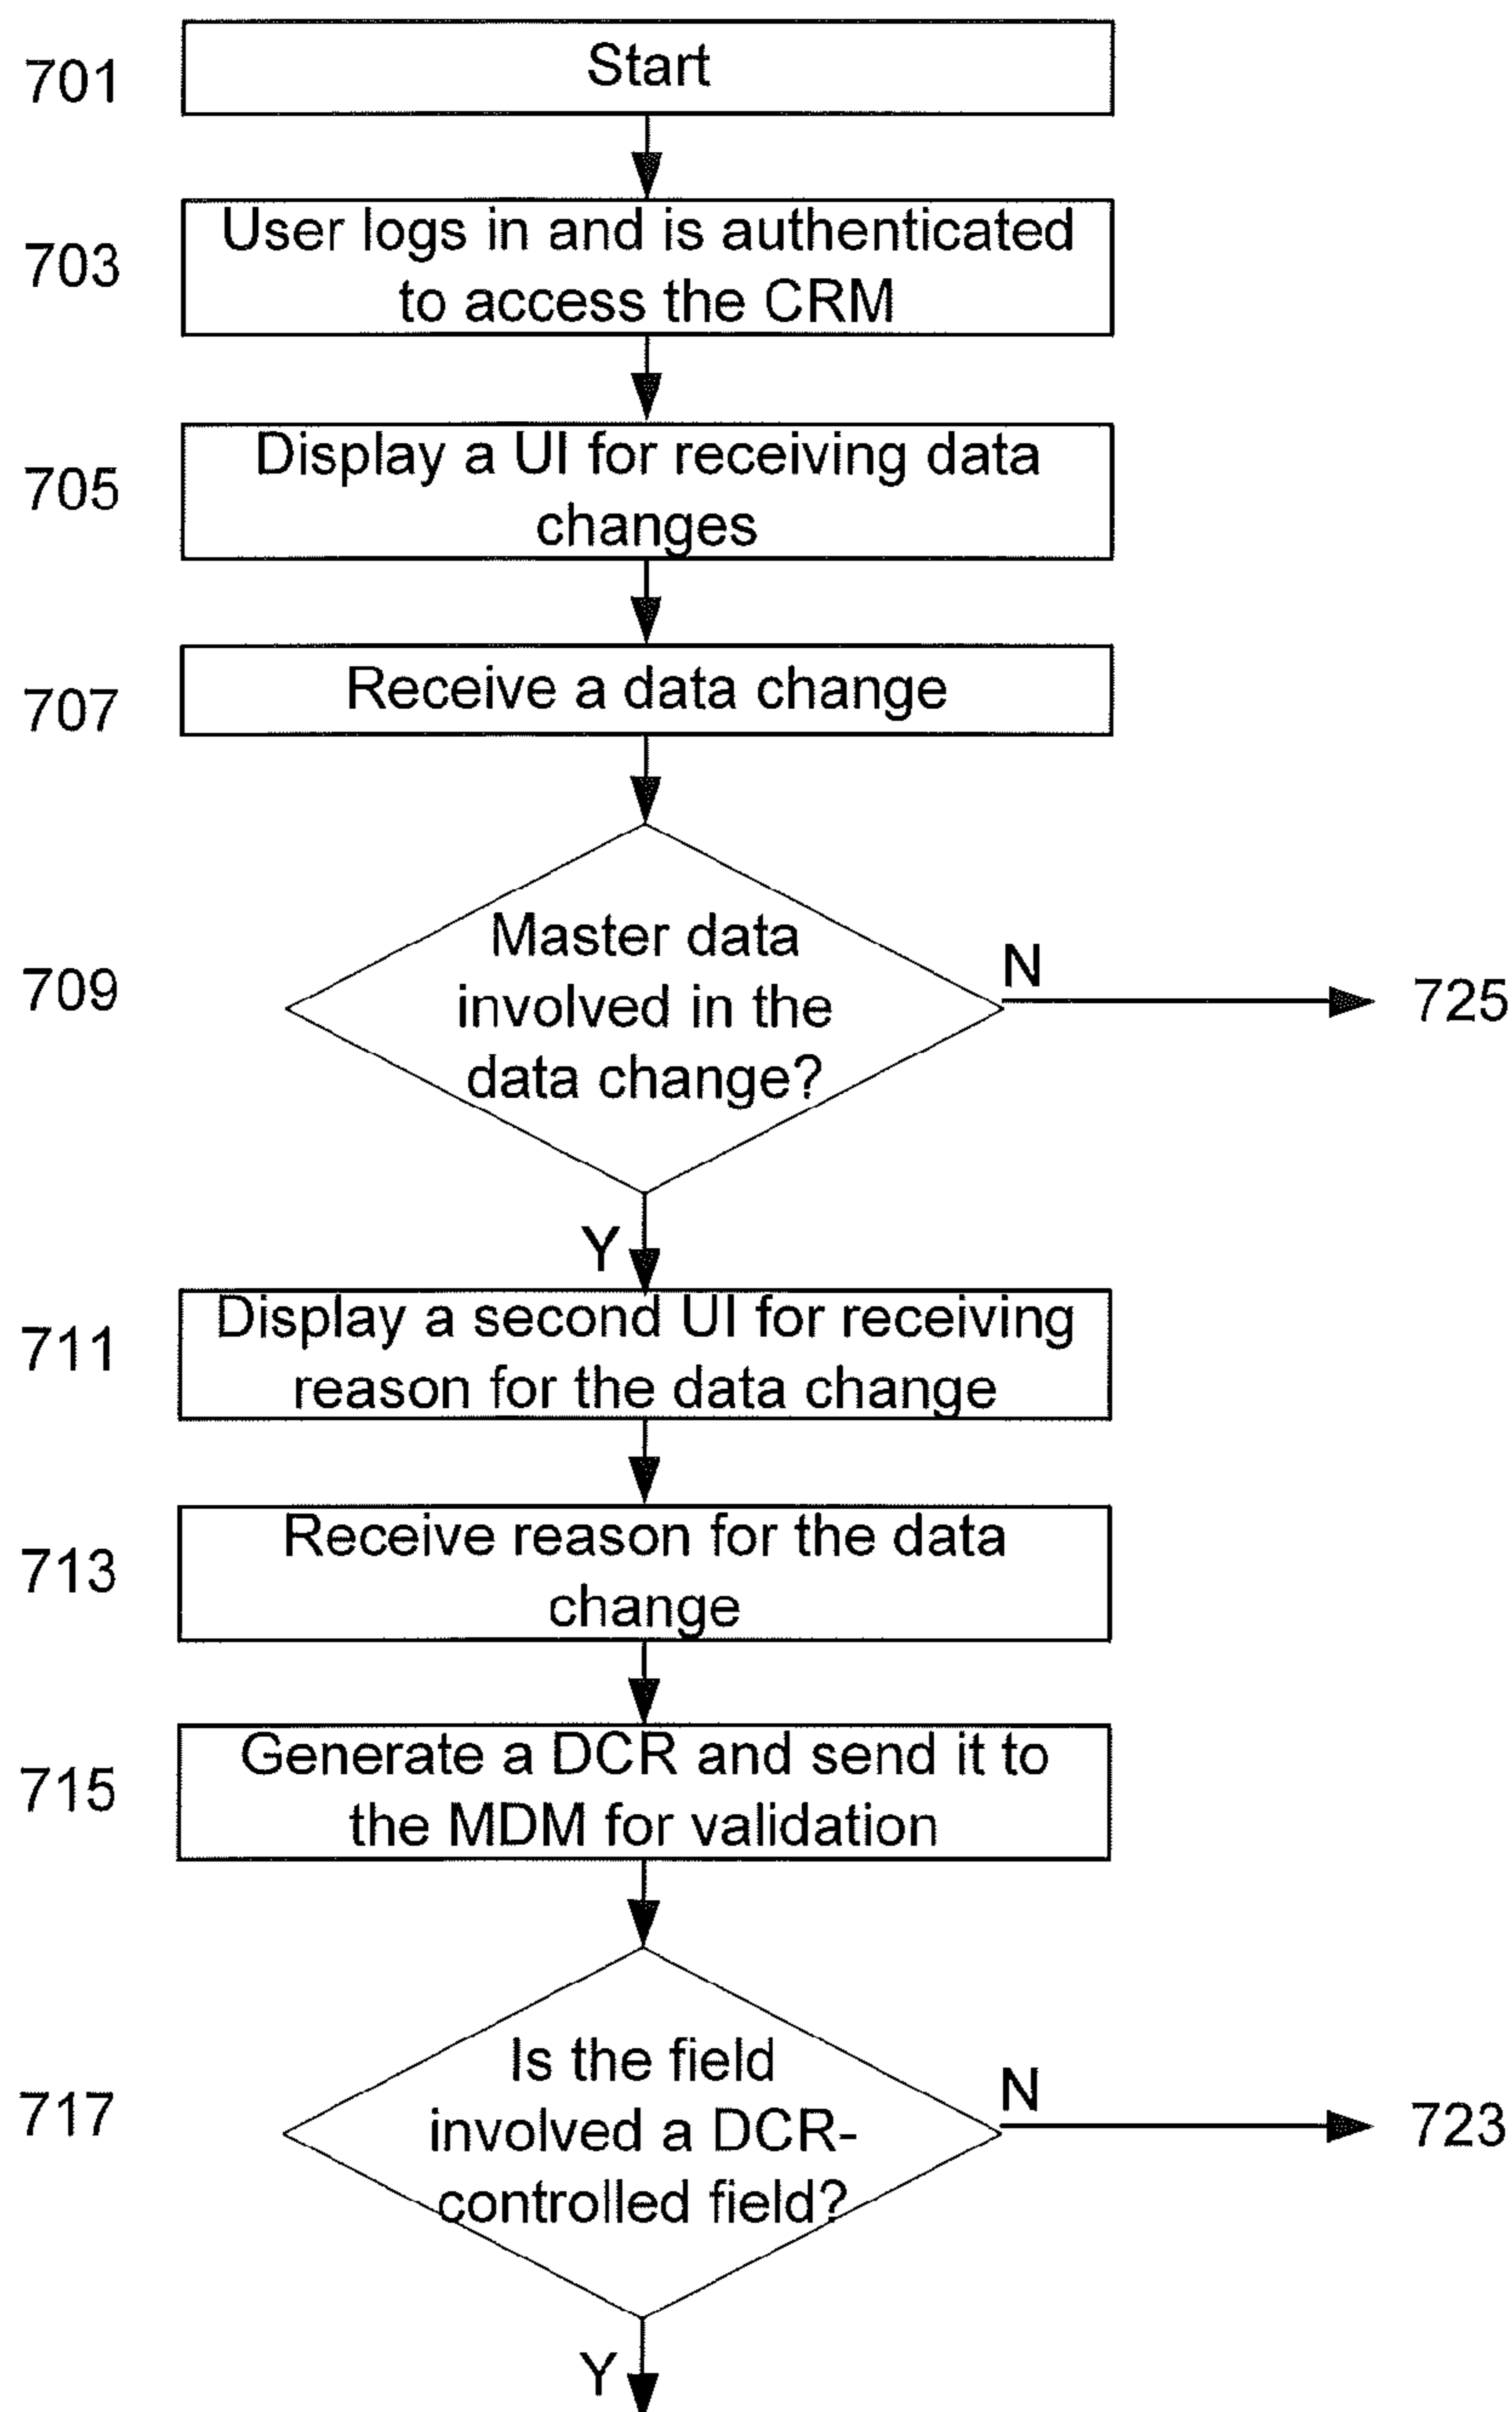 701
Start
703
User logs in and is authenticated
to access the CRM
705
Display a UI for receiving data
changes
707
Receive a data change
709
Master data
involved in the
data change?
N
725
Y
711
Display a second UI for receiving
reason for the data change
713
Receive reason for the data
change
715
Generate a DCR and send it to
the MDM for validation
717
Is the field
involved a DCR-
controlled field?
N
723
Y